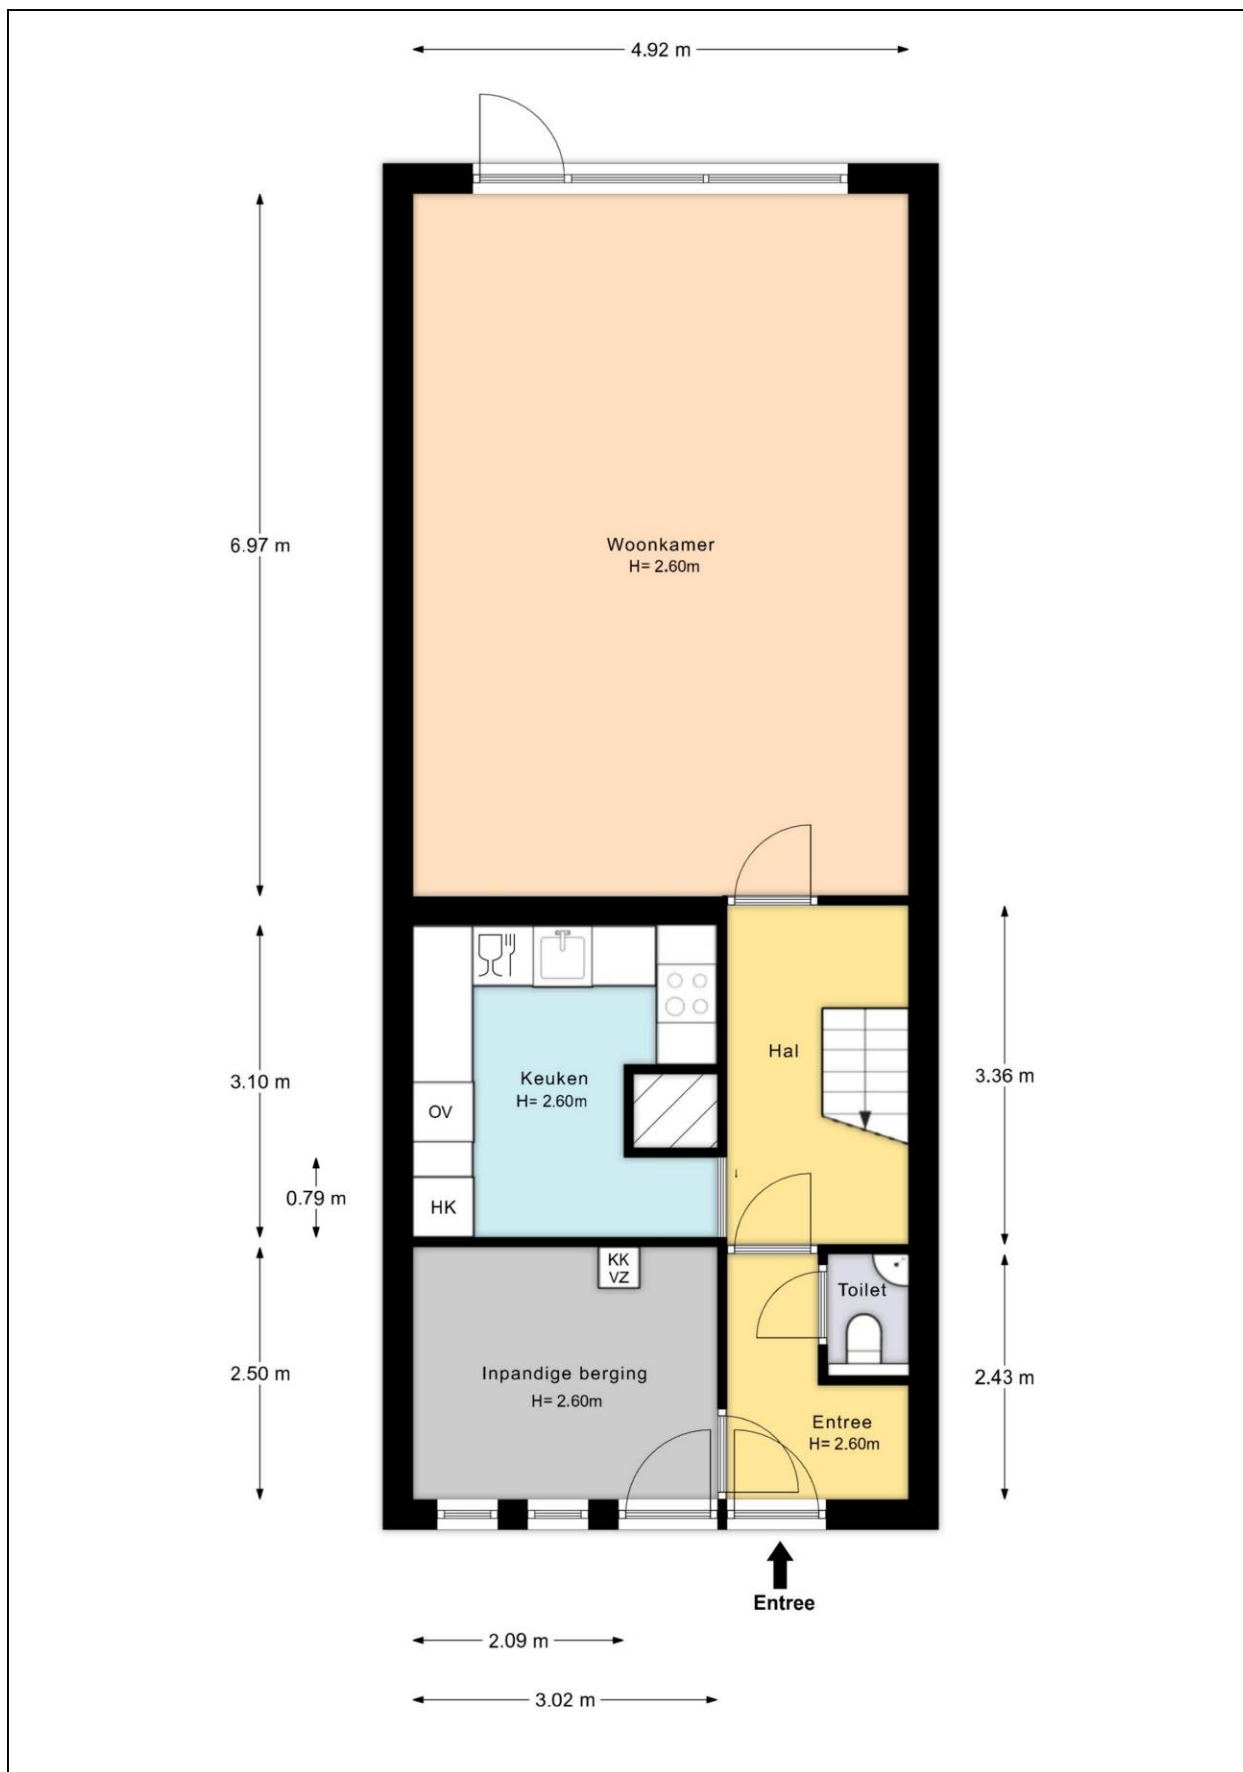 4.92 m
6.97 m
Woonkamer
H= 2.60m
Hal
3.36 m
3.10 m
Keuken
H= 2.60m
OV
0.79 m
HK
KK
VZ
Toilet
2.50 m
Inpandige berging
H= 2.60m
2.43 m
Entree
H= 2.60m
Entree
2.09 m
3.02 m